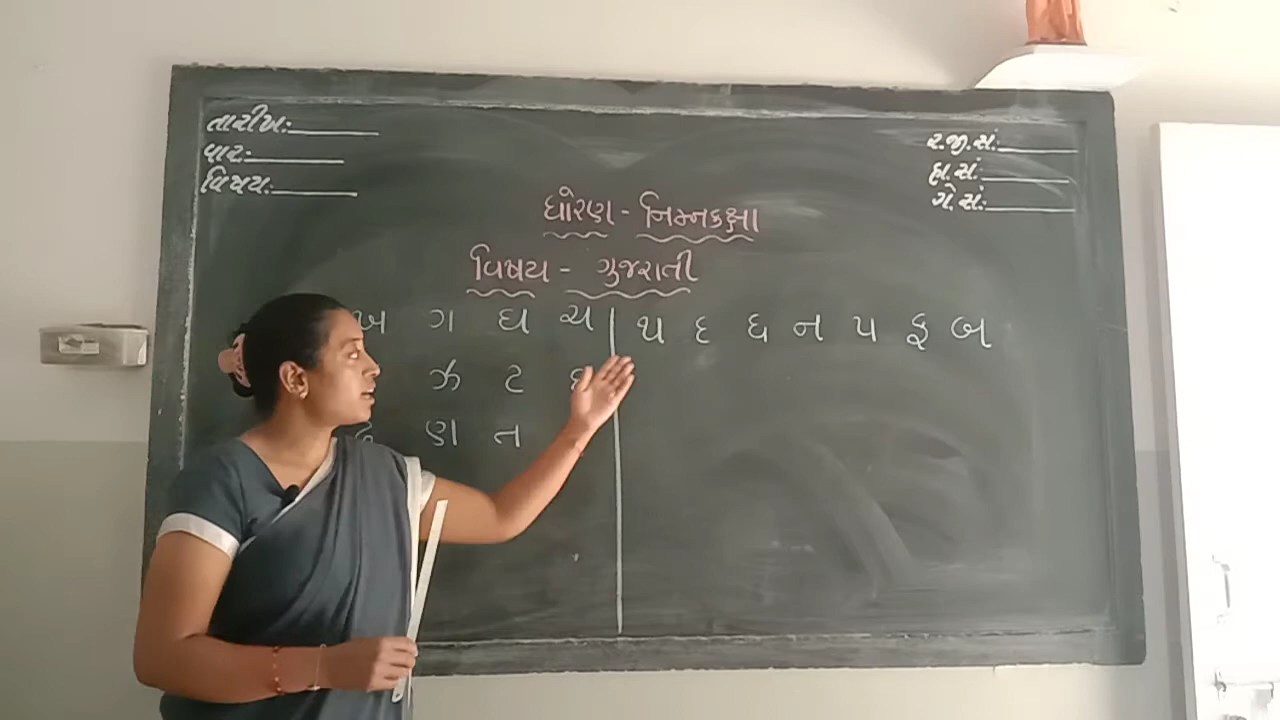 તારીખ:
વાર:
વિષય:
ર.જી.સં.:
હા.સં.:
ગે.સં.:
ધોરણ - નિમ્નકક્ષા
વિષય - ગુજરાતી
ખ ગ ઘ ચ થ દ ધ ન પ ફ બ
ઝ ટ
ઢ ણ ત